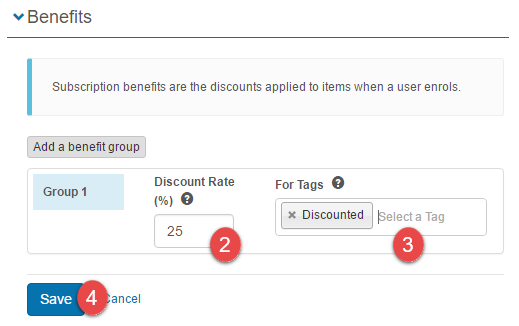 Benefits
Subscription benefits are the discounts applied to items when a user enrols.
Add a benefit group
Group 1
Discount Rate
(%) ?
25
2
For Tags ?
× Discounted Select a Tag
3
Save 4 Cancel